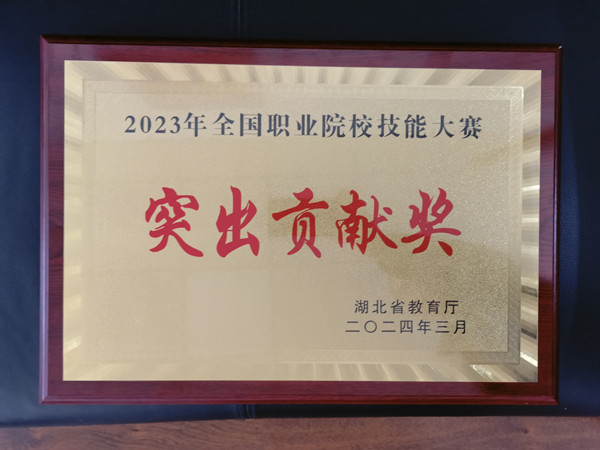 2023年全国职业院校技能大赛
突出贡献奖
湖北省教育厅
二〇二四年三月